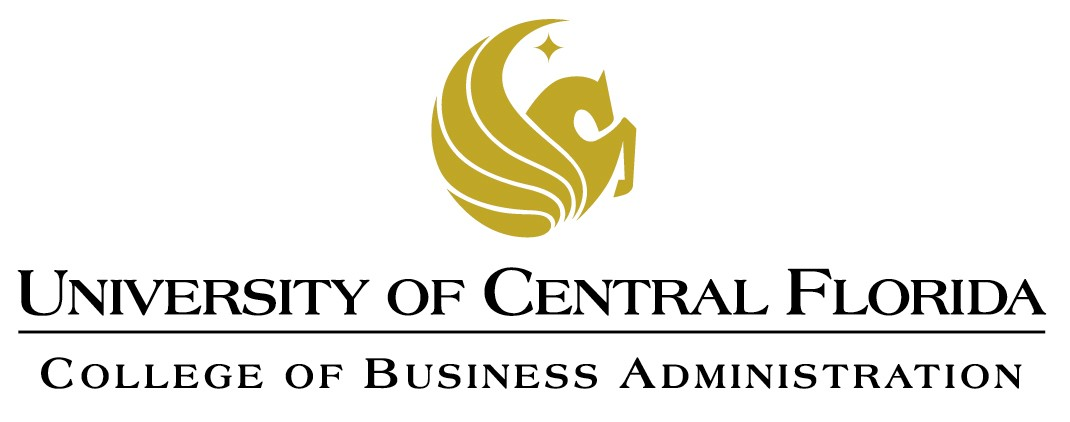 University of Central Florida
College of Business Administration